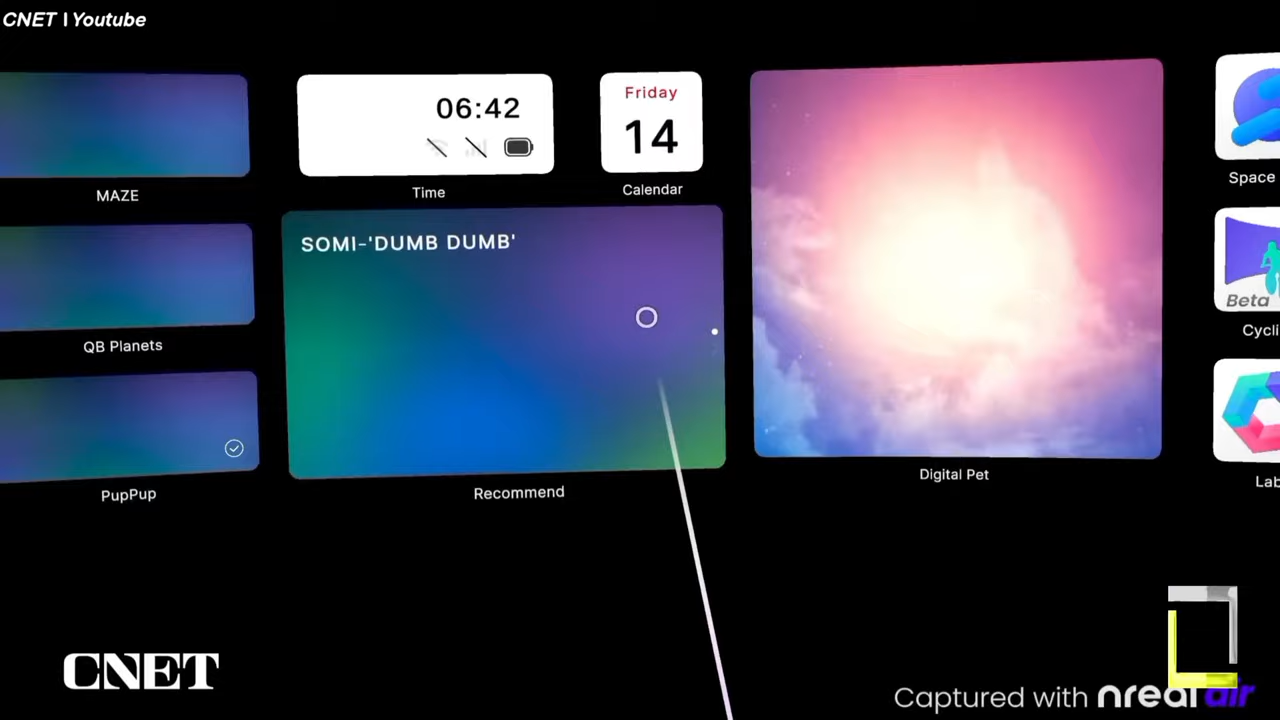 CNET | Youtube
MAZE
06:42
Time
Friday
14
Calendar
Space
QB Planets
SOMI-'DUMB DUMB'
Beta
Cycli
PupPup
Recommend
Digital Pet
Lab
CNET
Captured with nreal air